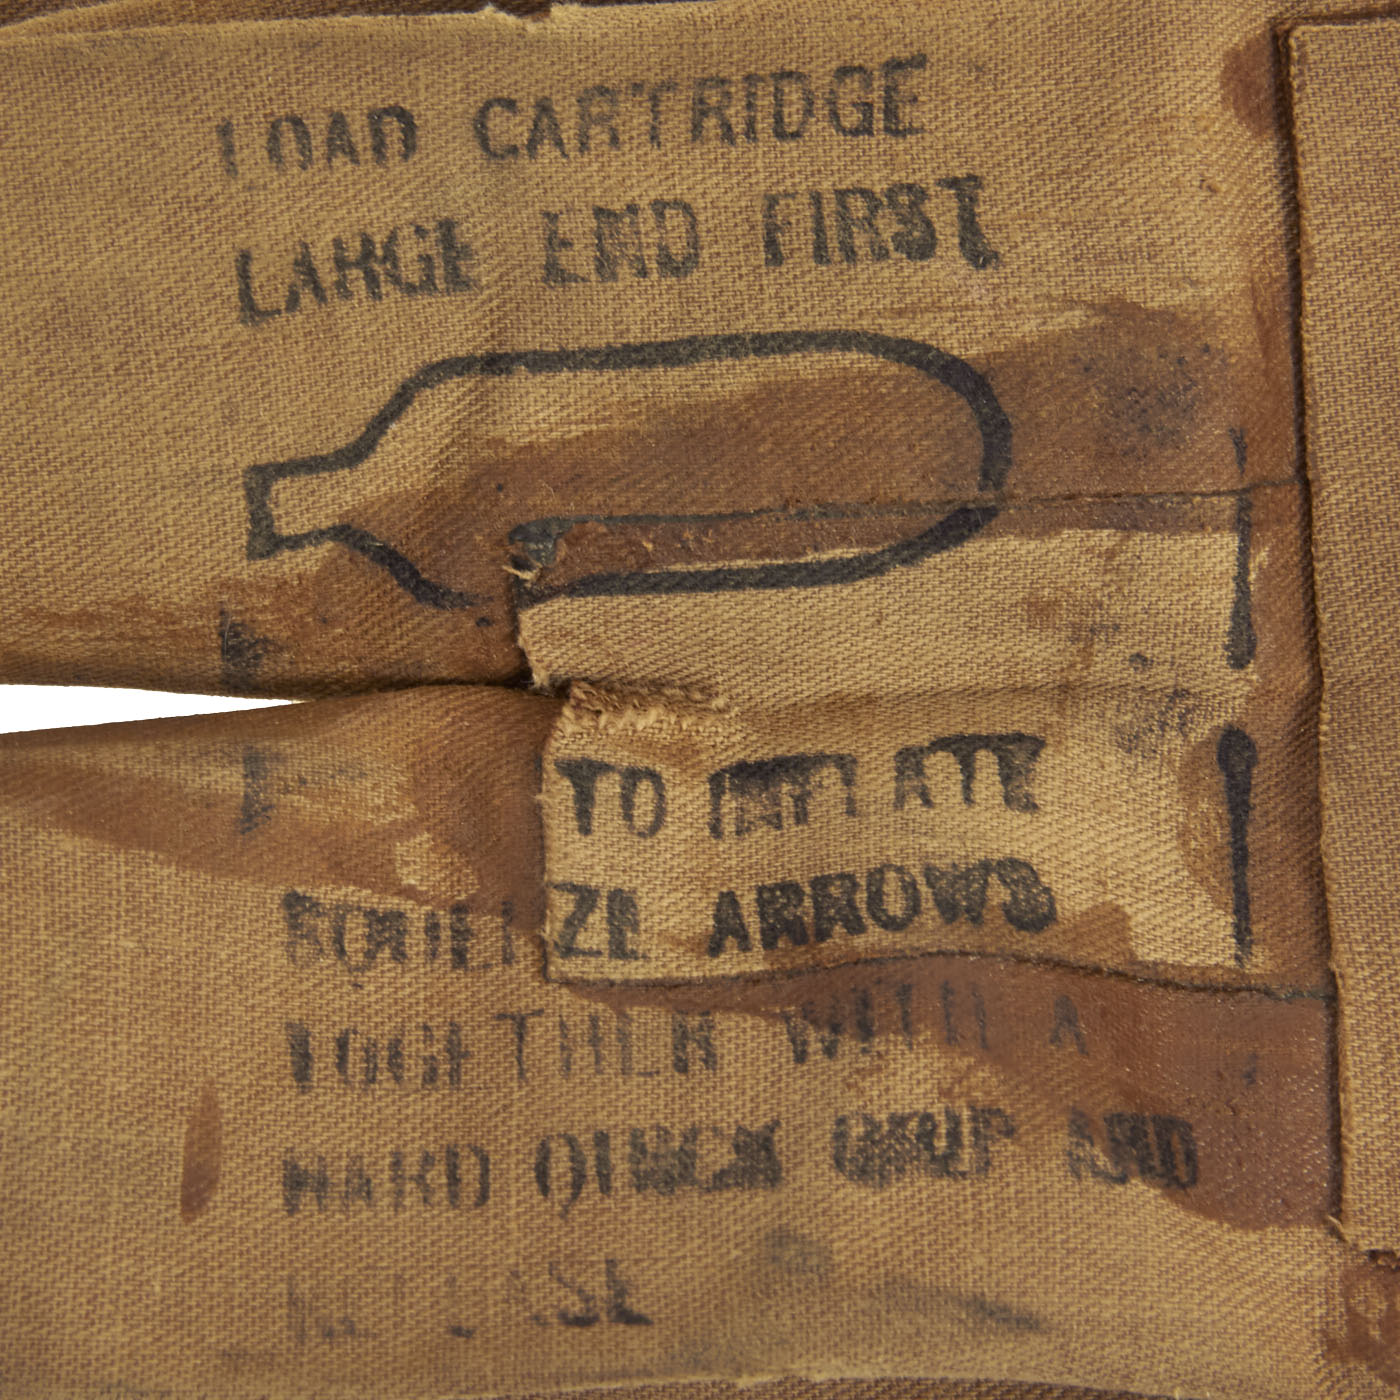 LOAD CARTRIDGE
LARGE END FIRST
TO INFLATE
SQUEEZE ARROWS
TOGETHER WITH A
HARD QUICK GRIP AND